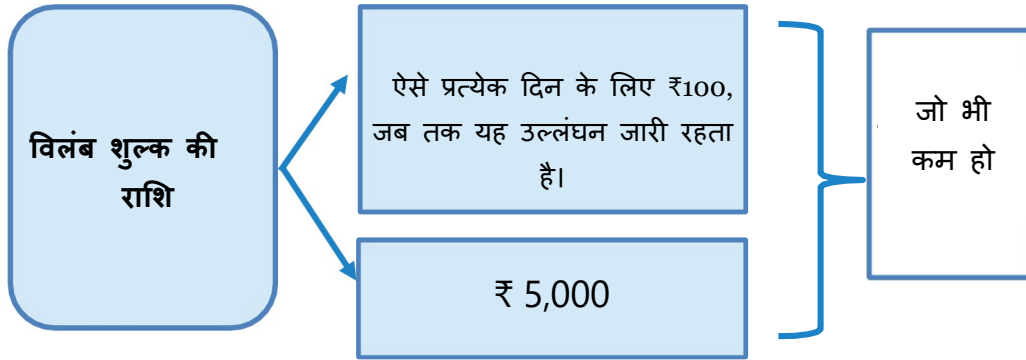 विलंब शुल्क की
राशि
ऐसे प्रत्येक दिन के लिए ₹100,
जब तक यह उल्लंघन जारी रहता
है।
₹ 5,000
जो भी
कम हो